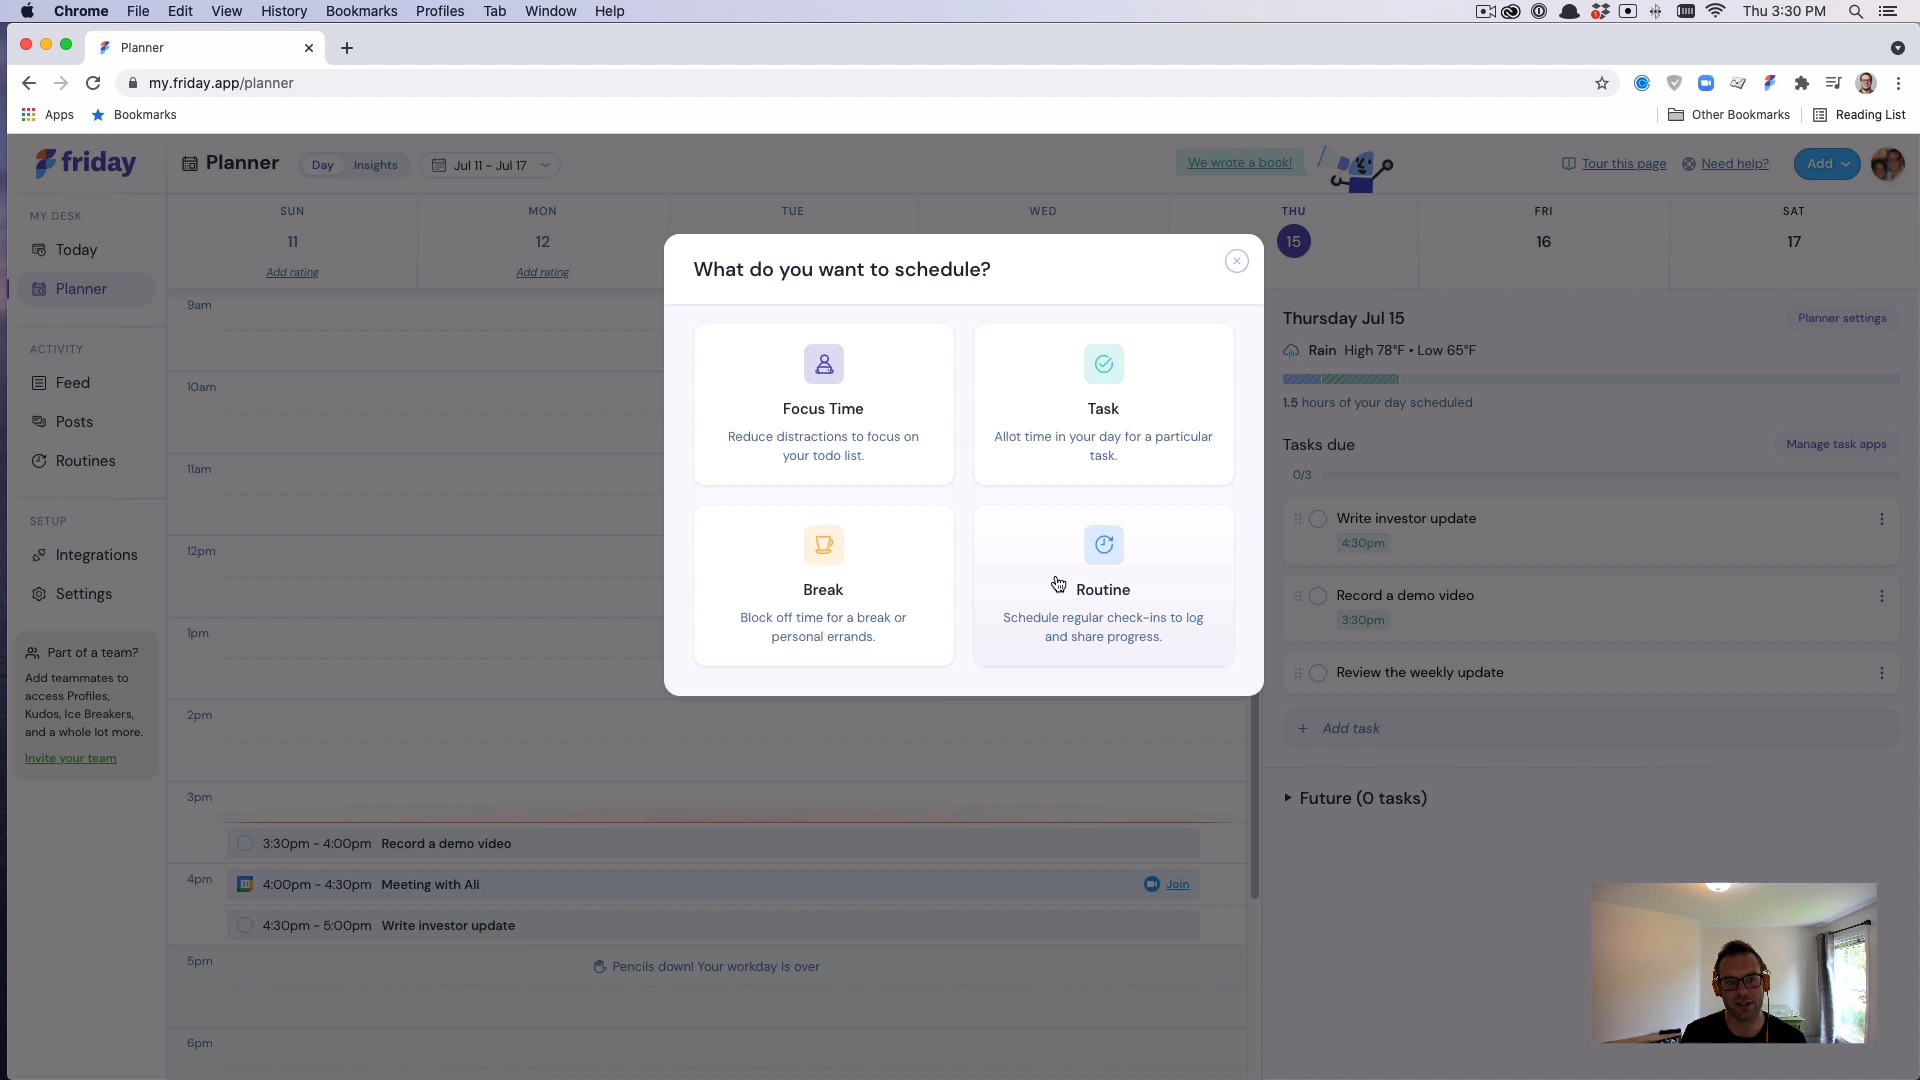 Chrome File Edit View History Bookmarks Profiles Tab Window Help Thu 3:30 PM
Planner
my.friday.app/planner
Apps Bookmarks Other Bookmarks Reading List
friday Planner Day Insights Jul 11 - Jul 17 We wrote a book! Tour this page Need help? Add
MY DESK
Today
Planner
ACTIVITY
Feed
Posts
Routines
SETUP
Integrations
Settings
Part of a team?
Add teammates to
access Profiles,
Kudos, Ice Breakers,
and a whole lot more.
Invite your team
SUN MON TUE WED THU FRI SAT
11 12 15 16 17
Add rating Add rating
9am
10am
11am
12pm
1pm
2pm
3pm
3:30pm - 4:00pm Record a demo video
4pm
4:00pm - 4:30pm Meeting with Ali Join
4:30pm - 5:00pm Write investor update
5pm
Pencils down! Your workday is over
6pm
What do you want to schedule?
Focus Time
Reduce distractions to focus on
your todo list.
Task
Allot time in your day for a particular
task.
Break
Block off time for a break or
personal errands.
Routine
Schedule regular check-ins to log
and share progress.
Thursday Jul 15 Planner settings
Rain High 78°F • Low 65°F
1.5 hours of your day scheduled
Tasks due Manage task apps
0/3
Write investor update
4:30pm
Record a demo video
3:30pm
Review the weekly update
+ Add task
Future (0 tasks)